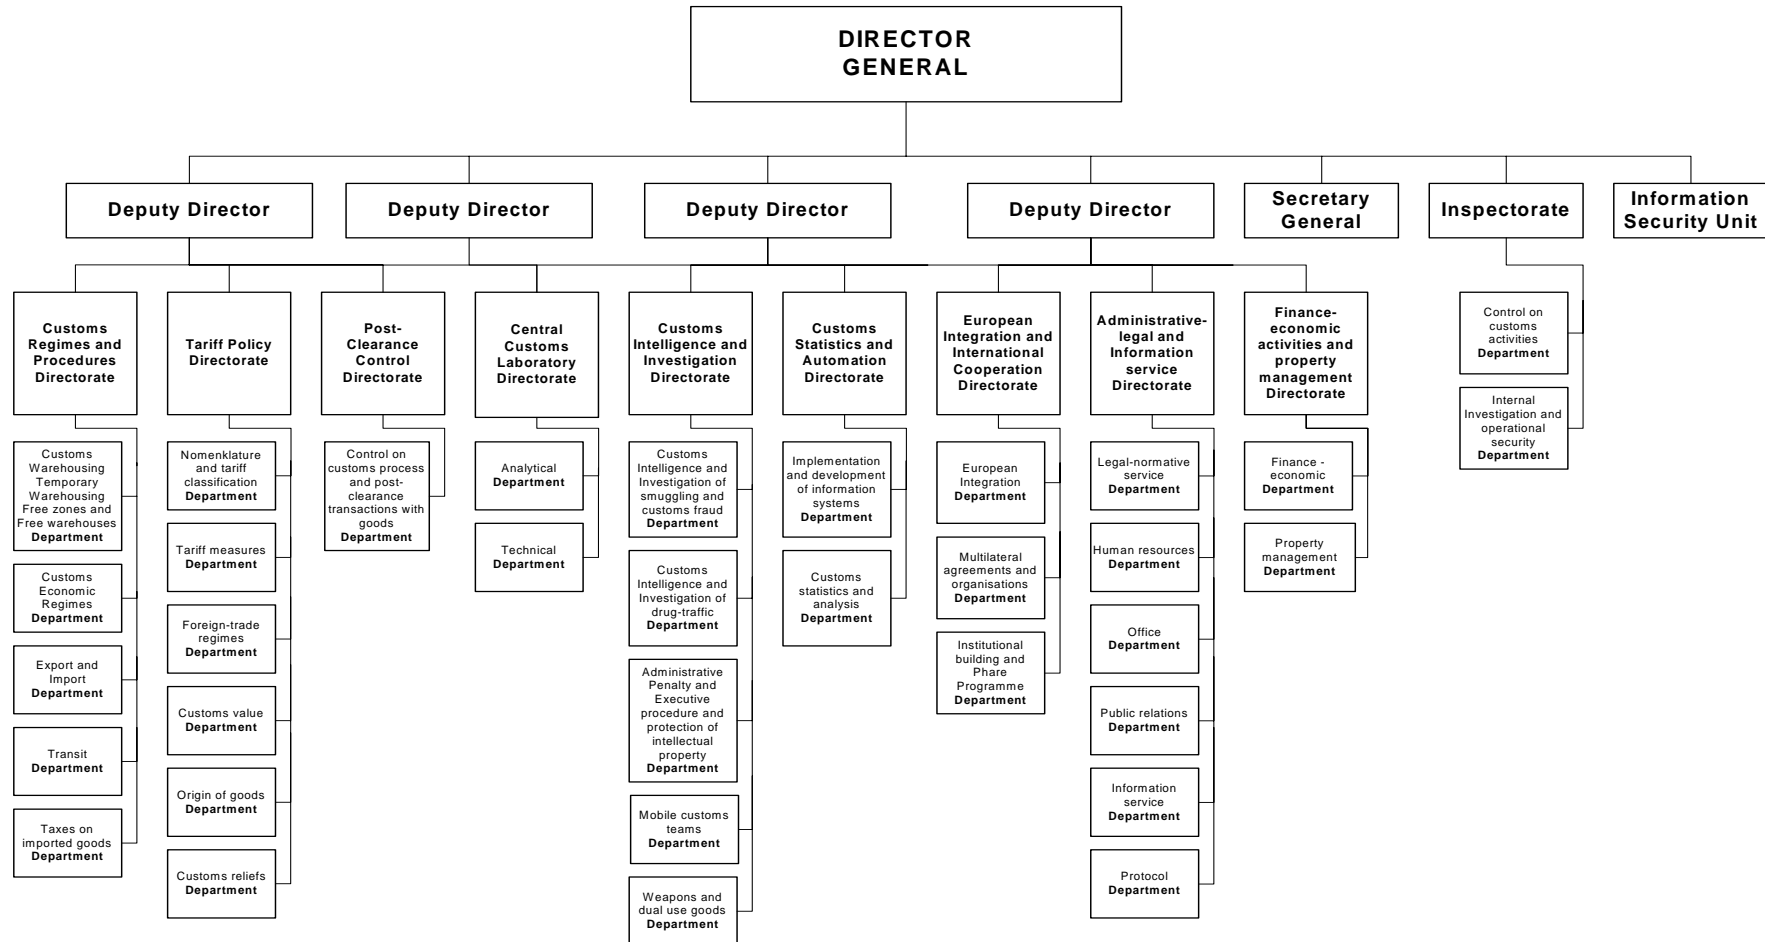 DIRECTOR
GENERAL
Deputy Director
Deputy Director
Deputy Director
Deputy Director
Secretary
General
Inspectorate
Information
Security Unit
Customs
Regimes and
Procedures
Directorate
Tariff Policy
Directorate
Post-
Clearance
Control
Directorate
Central
Customs
Laboratory
Directorate
Customs
Intelligence and
Investigation
Directorate
Customs
Statistics and
Automation
Directorate
European
Integration and
International
Cooperation
Directorate
Administrative-
legal and
Information
service
Directorate
Finance-
economic
activities and
property
management
Directorate
Control on
customs
activities
Department
Internal
Investigation and
operational
security
Department
Customs
Warehousing
Temporary
Warehousing
Free zones and
Free warehouses
Department
Customs
Economic
Regimes
Department
Export and
Import
Department
Transit
Department
Taxes on
imported goods
Department
Nomenklature
and tariff
classification
Department
Tariff measures
Department
Foreign-trade
regimes
Department
Customs value
Department
Origin of goods
Department
Customs reliefs
Department
Control on
customs process
and post-
clearance
transactions with
goods
Department
Analytical
Department
Technical
Department
Customs
Intelligence and
Investigation of
smuggling and
customs fraud
Department
Customs
Intelligence and
Investigation of
drug-traffic
Department
Administrative
Penalty and
Executive
procedure and
protection of
intellectual
property
Department
Mobile customs
teams
Department
Weapons and
dual use goods
Department
Implementation
and development
of information
systems
Department
Customs
statistics and
analysis
Department
European
Integration
Department
Multilateral
agreements and
organisations
Department
Institutional
building and
Phare
Programme
Department
Legal-normative
service
Department
Human resources
Department
Office
Department
Public relations
Department
Information
service
Department
Protocol
Department
Finance -
economic
Department
Property
management
Department